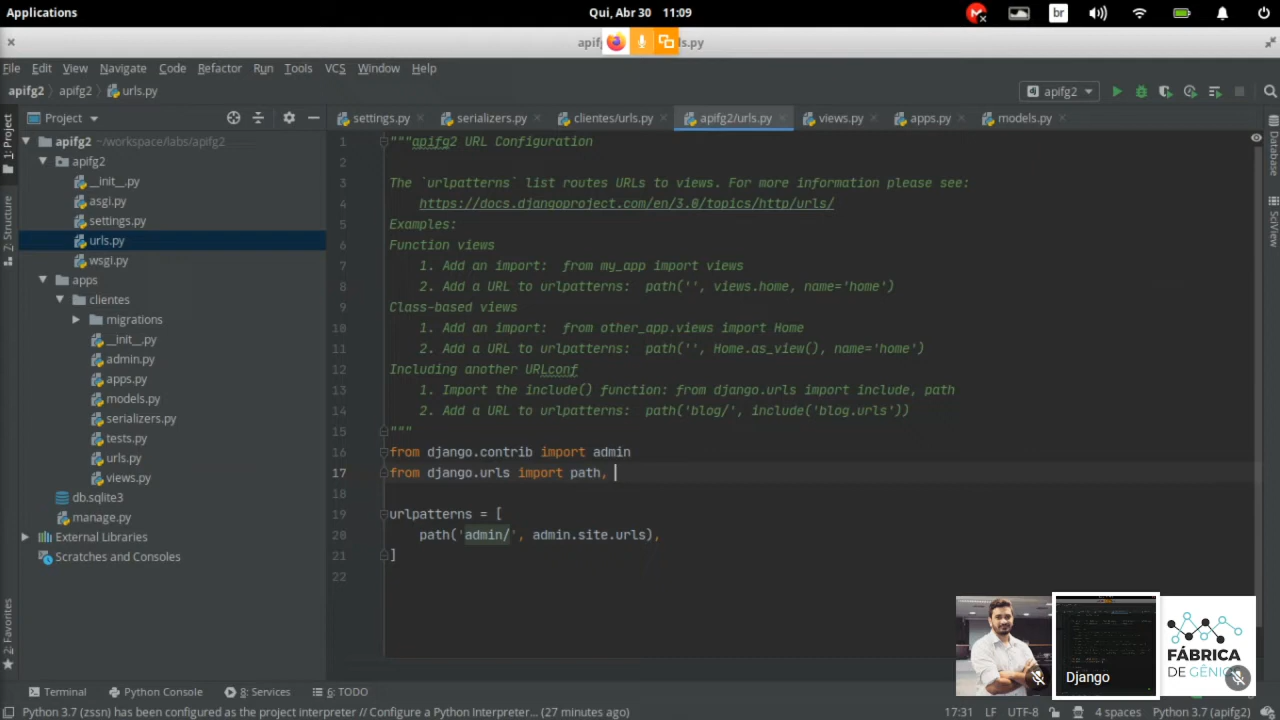 Applications
Qui, Abr 30 11:09
br
apifg
ls.py
File Edit View Navigate Code Refactor Run Tools VCS Window Help
apifg2 apifg2 urls.py
apifg2
1: Project
7: Structure
2: Favorites
Database
SciView
Project
settings.py serializers.py clientes/urls.py apifg2/urls.py views.py apps.py models.py
apifg2 ~/workspace/labs/apifg2
apifg2
__init__.py
asgi.py
settings.py
urls.py
wsgi.py
apps
clientes
migrations
__init__.py
admin.py
apps.py
models.py
serializers.py
tests.py
urls.py
views.py
db.sqlite3
manage.py
External Libraries
Scratches and Consoles
1 """apifg2 URL Configuration
2
3 The `urlpatterns` list routes URLs to views. For more information please see:
4 https://docs.djangoproject.com/en/3.0/topics/http/urls/
5 Examples:
6 Function views
7 1. Add an import:  from my_app import views
8 2. Add a URL to urlpatterns:  path('', views.home, name='home')
9 Class-based views
10 1. Add an import:  from other_app.views import Home
11 2. Add a URL to urlpatterns:  path('', Home.as_view(), name='home')
12 Including another URLconf
13 1. Import the include() function: from django.urls import include, path
14 2. Add a URL to urlpatterns:  path('blog/', include('blog.urls'))
15 """
16 from django.contrib import admin
17 from django.urls import path,
18
19 urlpatterns = [
20 path('admin/', admin.site.urls),
21 ]
22
Django
FÁBRICA
DE GÊNIO
Terminal Python Console 8: Services 6: TODO
Python 3.7 (zssn) has been configured as the project interpreter // Configure a Python Interpreter... (27 minutes ago)
17:31 LF UTF-8 4 spaces Python 3.7 (apifg2)